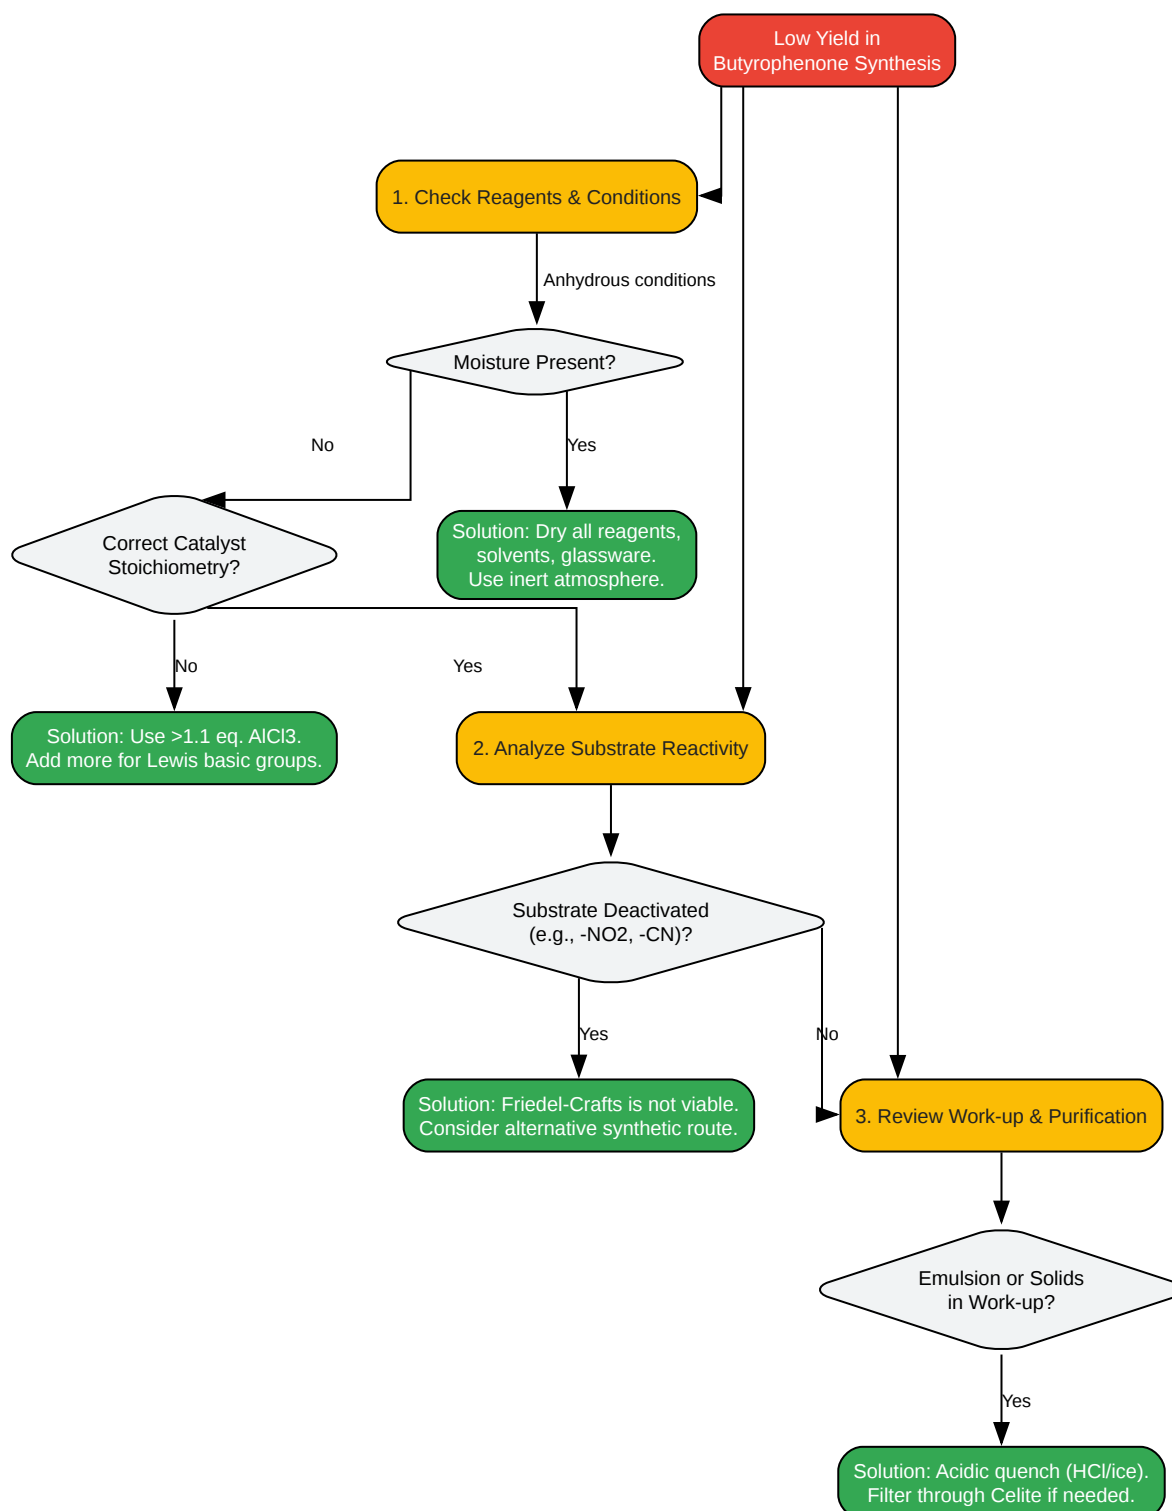 Low Yield in
Butyrophenone Synthesis
1. Check Reagents & Conditions
Anhydrous conditions
Moisture Present?
No
Yes
Correct Catalyst
Stoichiometry?
Solution: Dry all reagents,
solvents, glassware.
Use inert atmosphere.
No
Yes
Solution: Use >1.1 eq. AlCl3.
Add more for Lewis basic groups.
2. Analyze Substrate Reactivity
Substrate Deactivated
(e.g., -NO2, -CN)?
Yes
No
Solution: Friedel-Crafts is not viable.
Consider alternative synthetic route.
3. Review Work-up & Purification
Emulsion or Solids
in Work-up?
Yes
Solution: Acidic quench (HCl/ice).
Filter through Celite if needed.